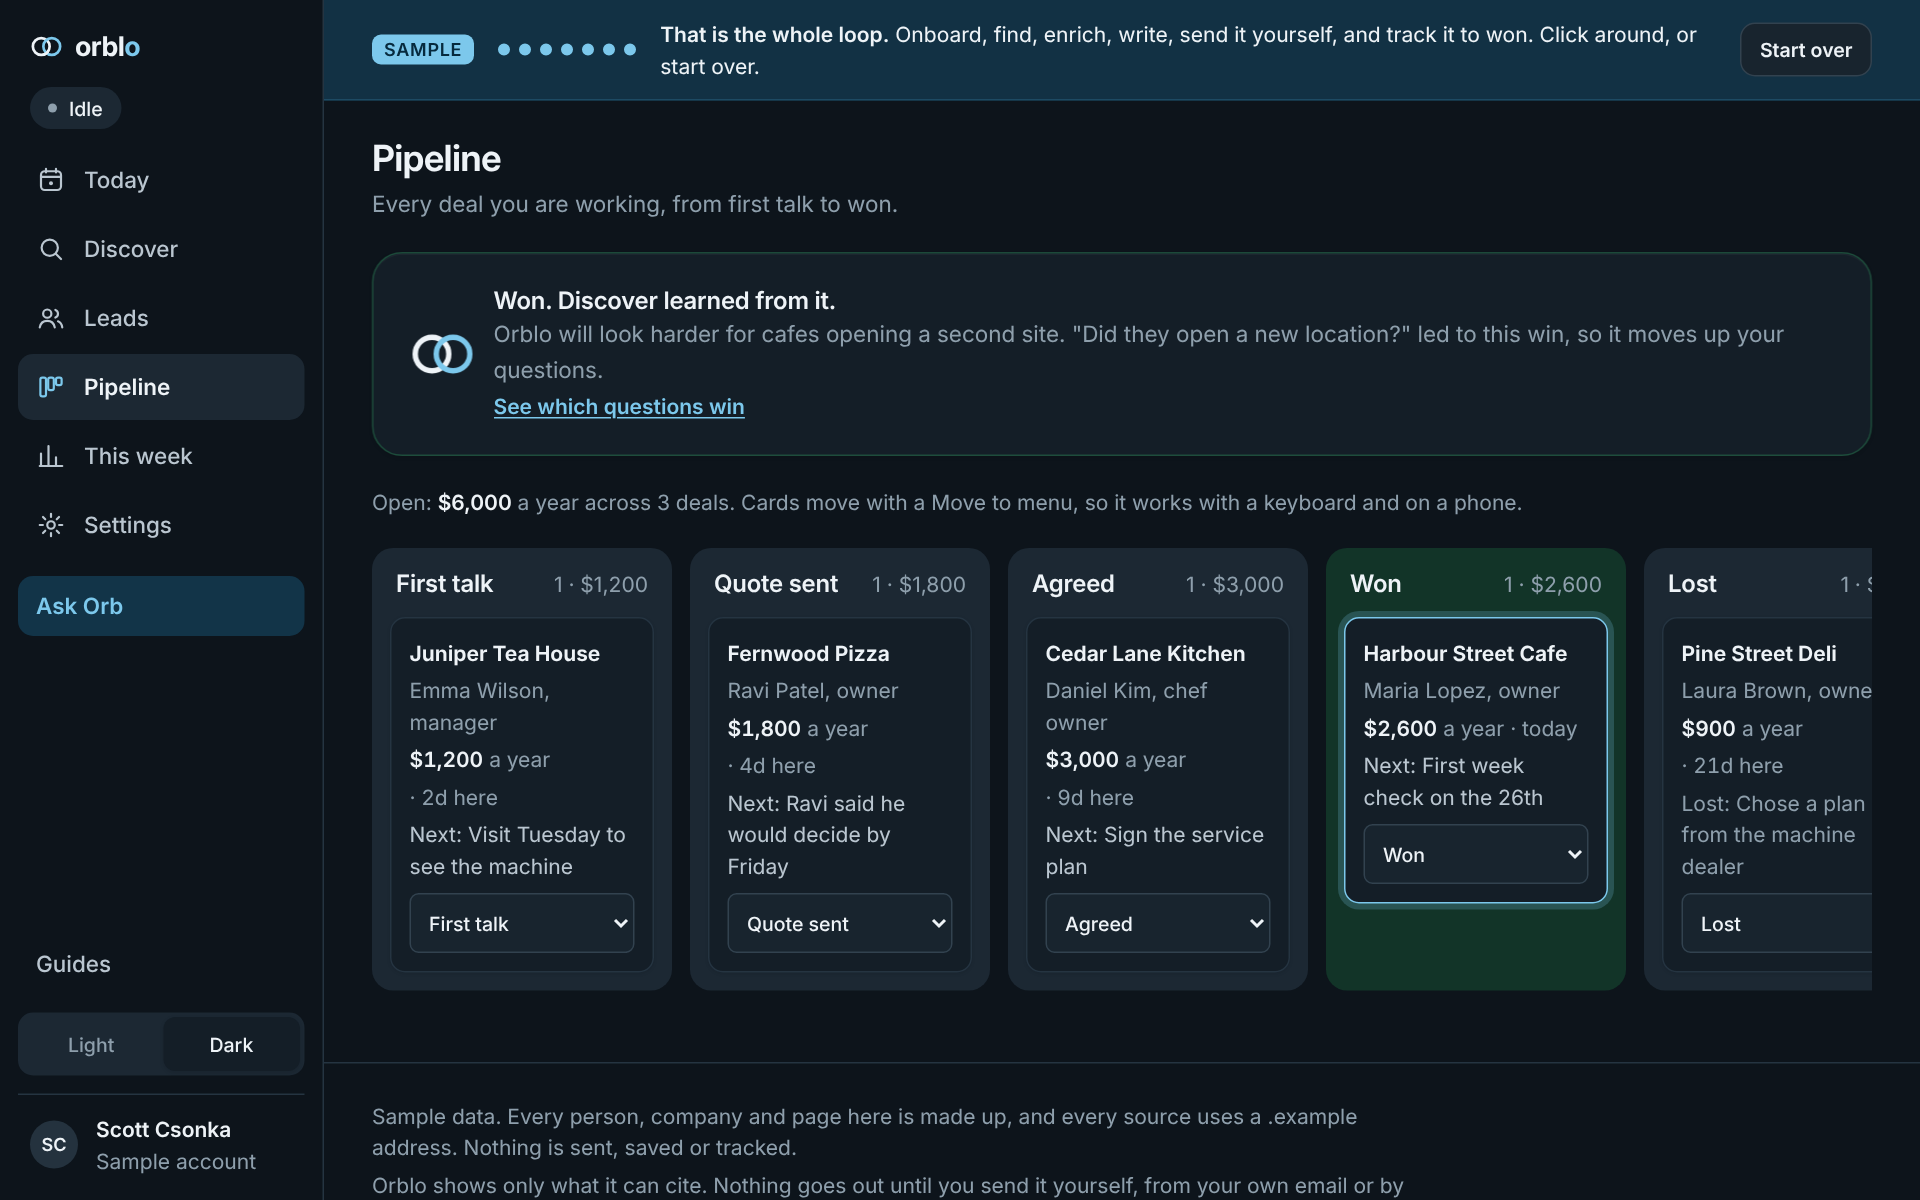 orblo
Idle
Today
Discover
Leads
Pipeline
This week
Settings
Ask Orb
Guides
Light
Dark
SC
Scott Csonka
Sample account
SAMPLE
That is the whole loop. Onboard, find, enrich, write, send it yourself, and track it to won. Click around, or
start over.
Start over
Pipeline
Every deal you are working, from first talk to won.
Won. Discover learned from it.
Orblo will look harder for cafes opening a second site. "Did they open a new location?" led to this win, so it moves up your
questions.
See which questions win
Open: $6,000 a year across 3 deals. Cards move with a Move to menu, so it works with a keyboard and on a phone.
First talk
1 · $1,200
Juniper Tea House
Emma Wilson,
manager
$1,200 a year
· 2d here
Next: Visit Tuesday to
see the machine
First talk
Quote sent
1 · $1,800
Fernwood Pizza
Ravi Patel, owner
$1,800 a year
· 4d here
Next: Ravi said he
would decide by
Friday
Quote sent
Agreed
1 · $3,000
Cedar Lane Kitchen
Daniel Kim, chef
owner
$3,000 a year
· 9d here
Next: Sign the service
plan
Agreed
Won
1 · $2,600
Harbour Street Cafe
Maria Lopez, owner
$2,600 a year · today
Next: First week
check on the 26th
Won
Lost
1 ·
Pine Street Deli
Laura Brown, owne
$900 a year
· 21d here
Lost: Chose a plan
from the machine
dealer
Lost
Sample data. Every person, company and page here is made up, and every source uses a .example
address. Nothing is sent, saved or tracked.
Orblo shows only what it can cite. Nothing goes out until you send it yourself, from your own email or by